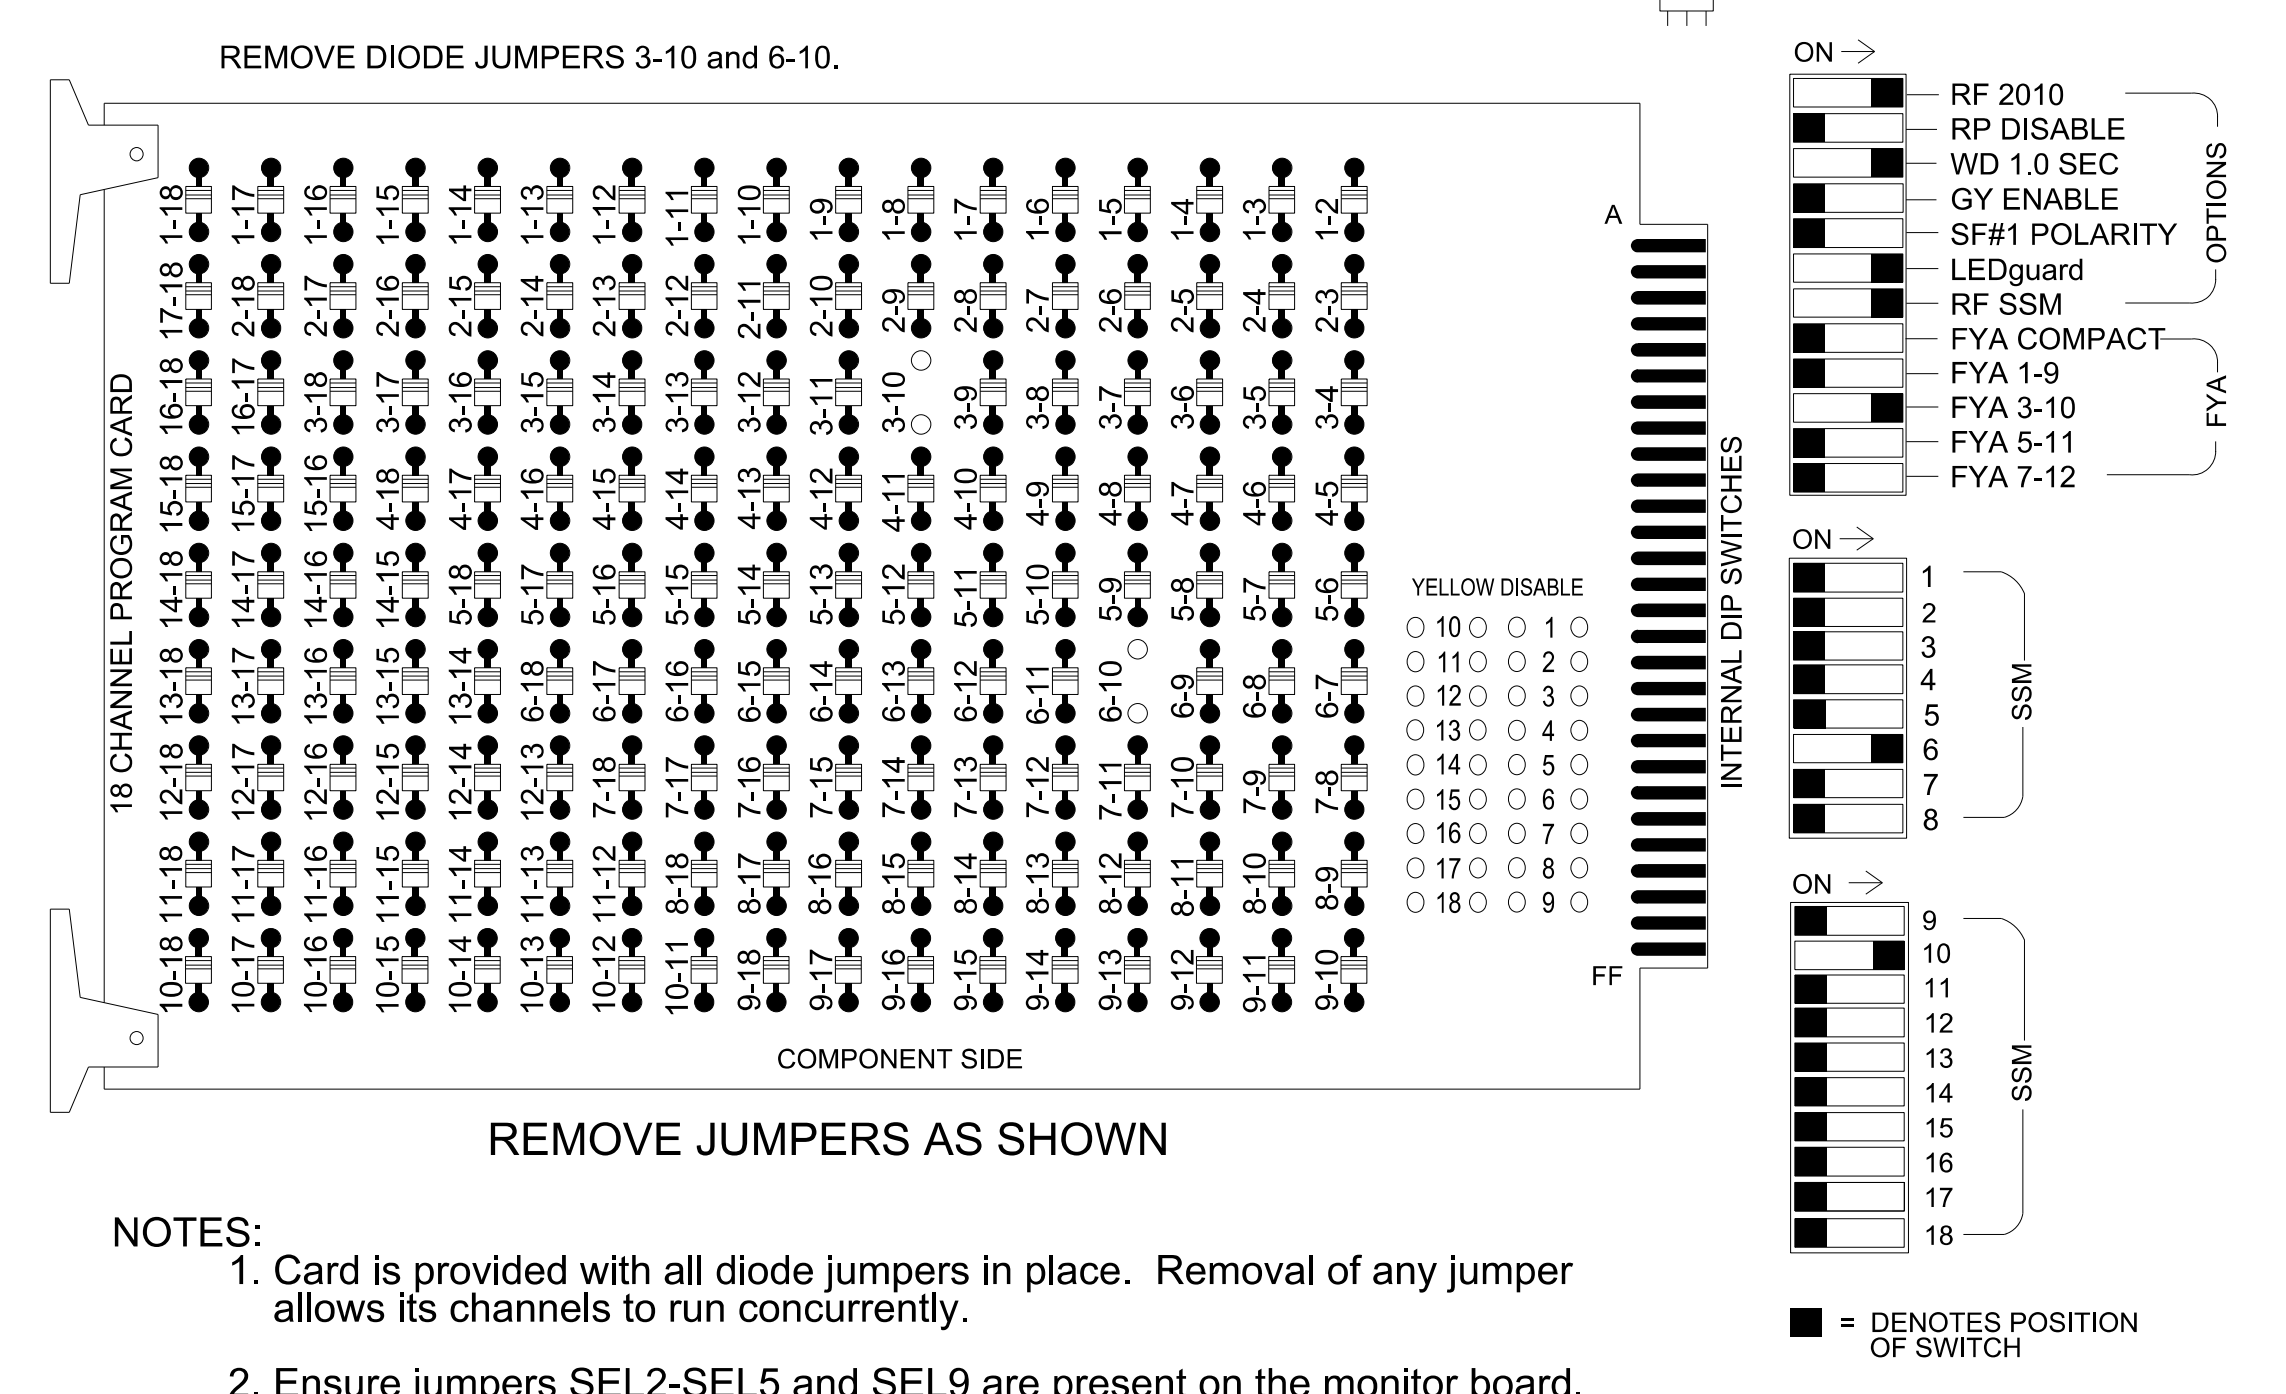 REMOVE DIODE JUMPERS 3-10 and 6-10.
18 CHANNEL PROGRAM CARD
1-18 1-17 1-16 1-15 1-14 1-13 1-12 1-11 1-10 1-9 1-8 1-7 1-6 1-5 1-4 1-3 1-2
17-18 2-18 2-17 2-16 2-15 2-14 2-13 2-12 2-11 2-10 2-9 2-8 2-7 2-6 2-5 2-4 2-3
16-18 16-17 3-18 3-17 3-16 3-15 3-14 3-13 3-12 3-11 3-10 3-9 3-8 3-7 3-6 3-5 3-4
15-18 15-17 15-16 4-18 4-17 4-16 4-15 4-14 4-13 4-12 4-11 4-10 4-9 4-8 4-7 4-6 4-5
14-18 14-17 14-16 14-15 5-18 5-17 5-16 5-15 5-14 5-13 5-12 5-11 5-10 5-9 5-8 5-7 5-6
13-18 13-17 13-16 13-15 13-14 6-18 6-17 6-16 6-15 6-14 6-13 6-12 6-11 6-10 6-9 6-8 6-7
12-18 12-17 12-16 12-15 12-14 12-13 7-18 7-17 7-16 7-15 7-14 7-13 7-12 7-11 7-10 7-9 7-8
11-18 11-17 11-16 11-15 11-14 11-13 11-12 8-18 8-17 8-16 8-15 8-14 8-13 8-12 8-11 8-10 8-9
10-18 10-17 10-16 10-15 10-14 10-13 10-12 10-11 9-18 9-17 9-16 9-15 9-14 9-13 9-12 9-11 9-10
YELLOW DISABLE
10 1
11 2
12 3
13 4
14 5
15 6
16 7
17 8
18 9
A
FF
COMPONENT SIDE
INTERNAL DIP SWITCHES
ON
RF 2010
RP DISABLE
WD 1.0 SEC
GY ENABLE
SF#1 POLARITY
LEDguard
RF SSM
OPTIONS
FYA COMPACT
FYA 1-9
FYA 3-10
FYA 5-11
FYA 7-12
FYA
ON
1
2
3
4
5
6
7
8
SSM
ON
9
10
11
12
13
14
15
16
17
18
SSM
= DENOTES POSITION
OF SWITCH
REMOVE JUMPERS AS SHOWN
NOTES:
1. Card is provided with all diode jumpers in place. Removal of any jumper
allows its channels to run concurrently.
2. Ensure jumpers SEL2-SEL5 and SEL9 are present on the monitor board.